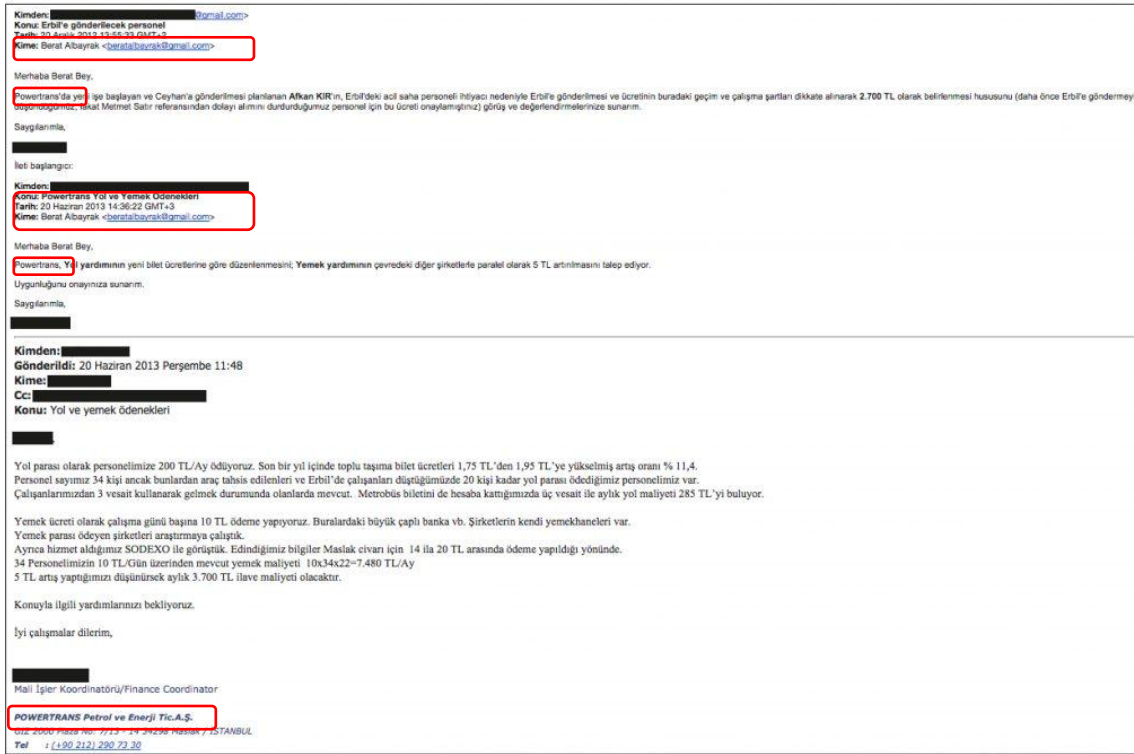 Kimden: @gmail.com>
Konu: Erbil'e gönderilecek personel
Tarih: 20 Aralık 2012 13:55:33 GMT+2
Kime: Berat Albayrak <beratalbayrak@gmail.com>
Merhaba Berat Bey,
Powertrans'da yeni işe başlayan ve Ceyhan'a gönderilmesi planlanan Afkan KIR'ın, Erbil'deki acil saha personeli ihtiyacı nedeniyle Erbil'e gönderilmesi ve ücretinin buradaki geçim ve çalışma şartları dikkate alınarak 2.700 TL olarak belirlenmesi hususunu (daha önce Erbil'e göndermey
düşündüğümüz, fakat Metmet Satır referansından dolayı alımını durdurduğumuz personel için bu ücreti onaylamıştınız) görüş ve değerlendirmelerinize sunarım.
Saygılarımla,
İleti başlangıcı:
Kimden:
Konu: Powertrans Yol ve Yemek Ödenekleri
Tarih: 20 Haziran 2013 14:36:22 GMT+3
Kime: Berat Albayrak <beratalbayrak@gmail.com>
Merhaba Berat Bey,
Powertrans, Yol yardımının yeni bilet ücretlerine göre düzenlenmesini; Yemek yardımının çevredeki diğer şirketlerle paralel olarak 5 TL artırılmasını talep ediyor.
Uygunluğunu onayınıza sunarım.
Saygılarımla,
Kimden:
Gönderildi: 20 Haziran 2013 Perşembe 11:48
Kime:
Cc:
Konu: Yol ve yemek ödenekleri
Yol parası olarak personelimize 200 TL/Ay ödüyoruz. Son bir yıl içinde toplu taşıma bilet ücretleri 1,75 TL'den 1,95 TL'ye yükselmiş artış oranı % 11,4.
Personel sayımız 34 kişi ancak bunlardan araç tahsis edilenleri ve Erbil'de çalışanları düştüğümüzde 20 kişi kadar yol parası ödediğimiz personelimiz var.
Çalışanlarımızdan 3 vesait kullanarak gelmek durumunda olanlarda mevcut. Metrobüs biletini de hesaba kattığımızda üç vesait ile aylık yol maliyeti 285 TL'yi buluyor.
Yemek ücreti olarak çalışma günü başına 10 TL ödeme yapıyoruz. Buralardaki büyük çaplı banka vb. Şirketlerin kendi yemekhaneleri var.
Yemek parası ödeyen şirketleri araştırmaya çalıştık.
Ayrıca hizmet aldığımız SODEXO ile görüştük. Edindiğimiz bilgiler Maslak civarı için 14 ila 20 TL arasında ödeme yapıldığı yönünde.
34 Personelimizin 10 TL/Gün üzerinden mevcut yemek maliyeti 10x34x22=7.480 TL/Ay
5 TL artış yaptığımızı düşünürsek aylık 3.700 TL ilave maliyeti olacaktır.
Konuyla ilgili yardımlarınızı bekliyoruz.
İyi çalışmalar dilerim,
Mali İşler Koordinatörü/Finance Coordinator
POWERTRANS Petrol ve Enerji Tic.A.Ş.
GIZ 2000 Plaza No: 7/13 - 14 34298 Maslak / İSTANBUL
Tel : (+90 212) 290 73 30